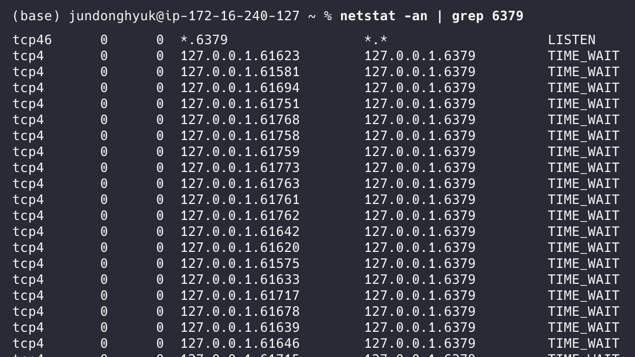 (base) jundonghyuk@ip-172-16-240-127 ~ % netstat -an | grep 6379
tcp46 0 0 *.6379 *.* LISTEN
tcp4 0 0 127.0.0.1.61623 127.0.0.1.6379 TIME_WAIT
tcp4 0 0 127.0.0.1.61581 127.0.0.1.6379 TIME_WAIT
tcp4 0 0 127.0.0.1.61694 127.0.0.1.6379 TIME_WAIT
tcp4 0 0 127.0.0.1.61751 127.0.0.1.6379 TIME_WAIT
tcp4 0 0 127.0.0.1.61768 127.0.0.1.6379 TIME_WAIT
tcp4 0 0 127.0.0.1.61758 127.0.0.1.6379 TIME_WAIT
tcp4 0 0 127.0.0.1.61759 127.0.0.1.6379 TIME_WAIT
tcp4 0 0 127.0.0.1.61773 127.0.0.1.6379 TIME_WAIT
tcp4 0 0 127.0.0.1.61763 127.0.0.1.6379 TIME_WAIT
tcp4 0 0 127.0.0.1.61761 127.0.0.1.6379 TIME_WAIT
tcp4 0 0 127.0.0.1.61762 127.0.0.1.6379 TIME_WAIT
tcp4 0 0 127.0.0.1.61642 127.0.0.1.6379 TIME_WAIT
tcp4 0 0 127.0.0.1.61620 127.0.0.1.6379 TIME_WAIT
tcp4 0 0 127.0.0.1.61575 127.0.0.1.6379 TIME_WAIT
tcp4 0 0 127.0.0.1.61633 127.0.0.1.6379 TIME_WAIT
tcp4 0 0 127.0.0.1.61717 127.0.0.1.6379 TIME_WAIT
tcp4 0 0 127.0.0.1.61678 127.0.0.1.6379 TIME_WAIT
tcp4 0 0 127.0.0.1.61639 127.0.0.1.6379 TIME_WAIT
tcp4 0 0 127.0.0.1.61646 127.0.0.1.6379 TIME_WAIT